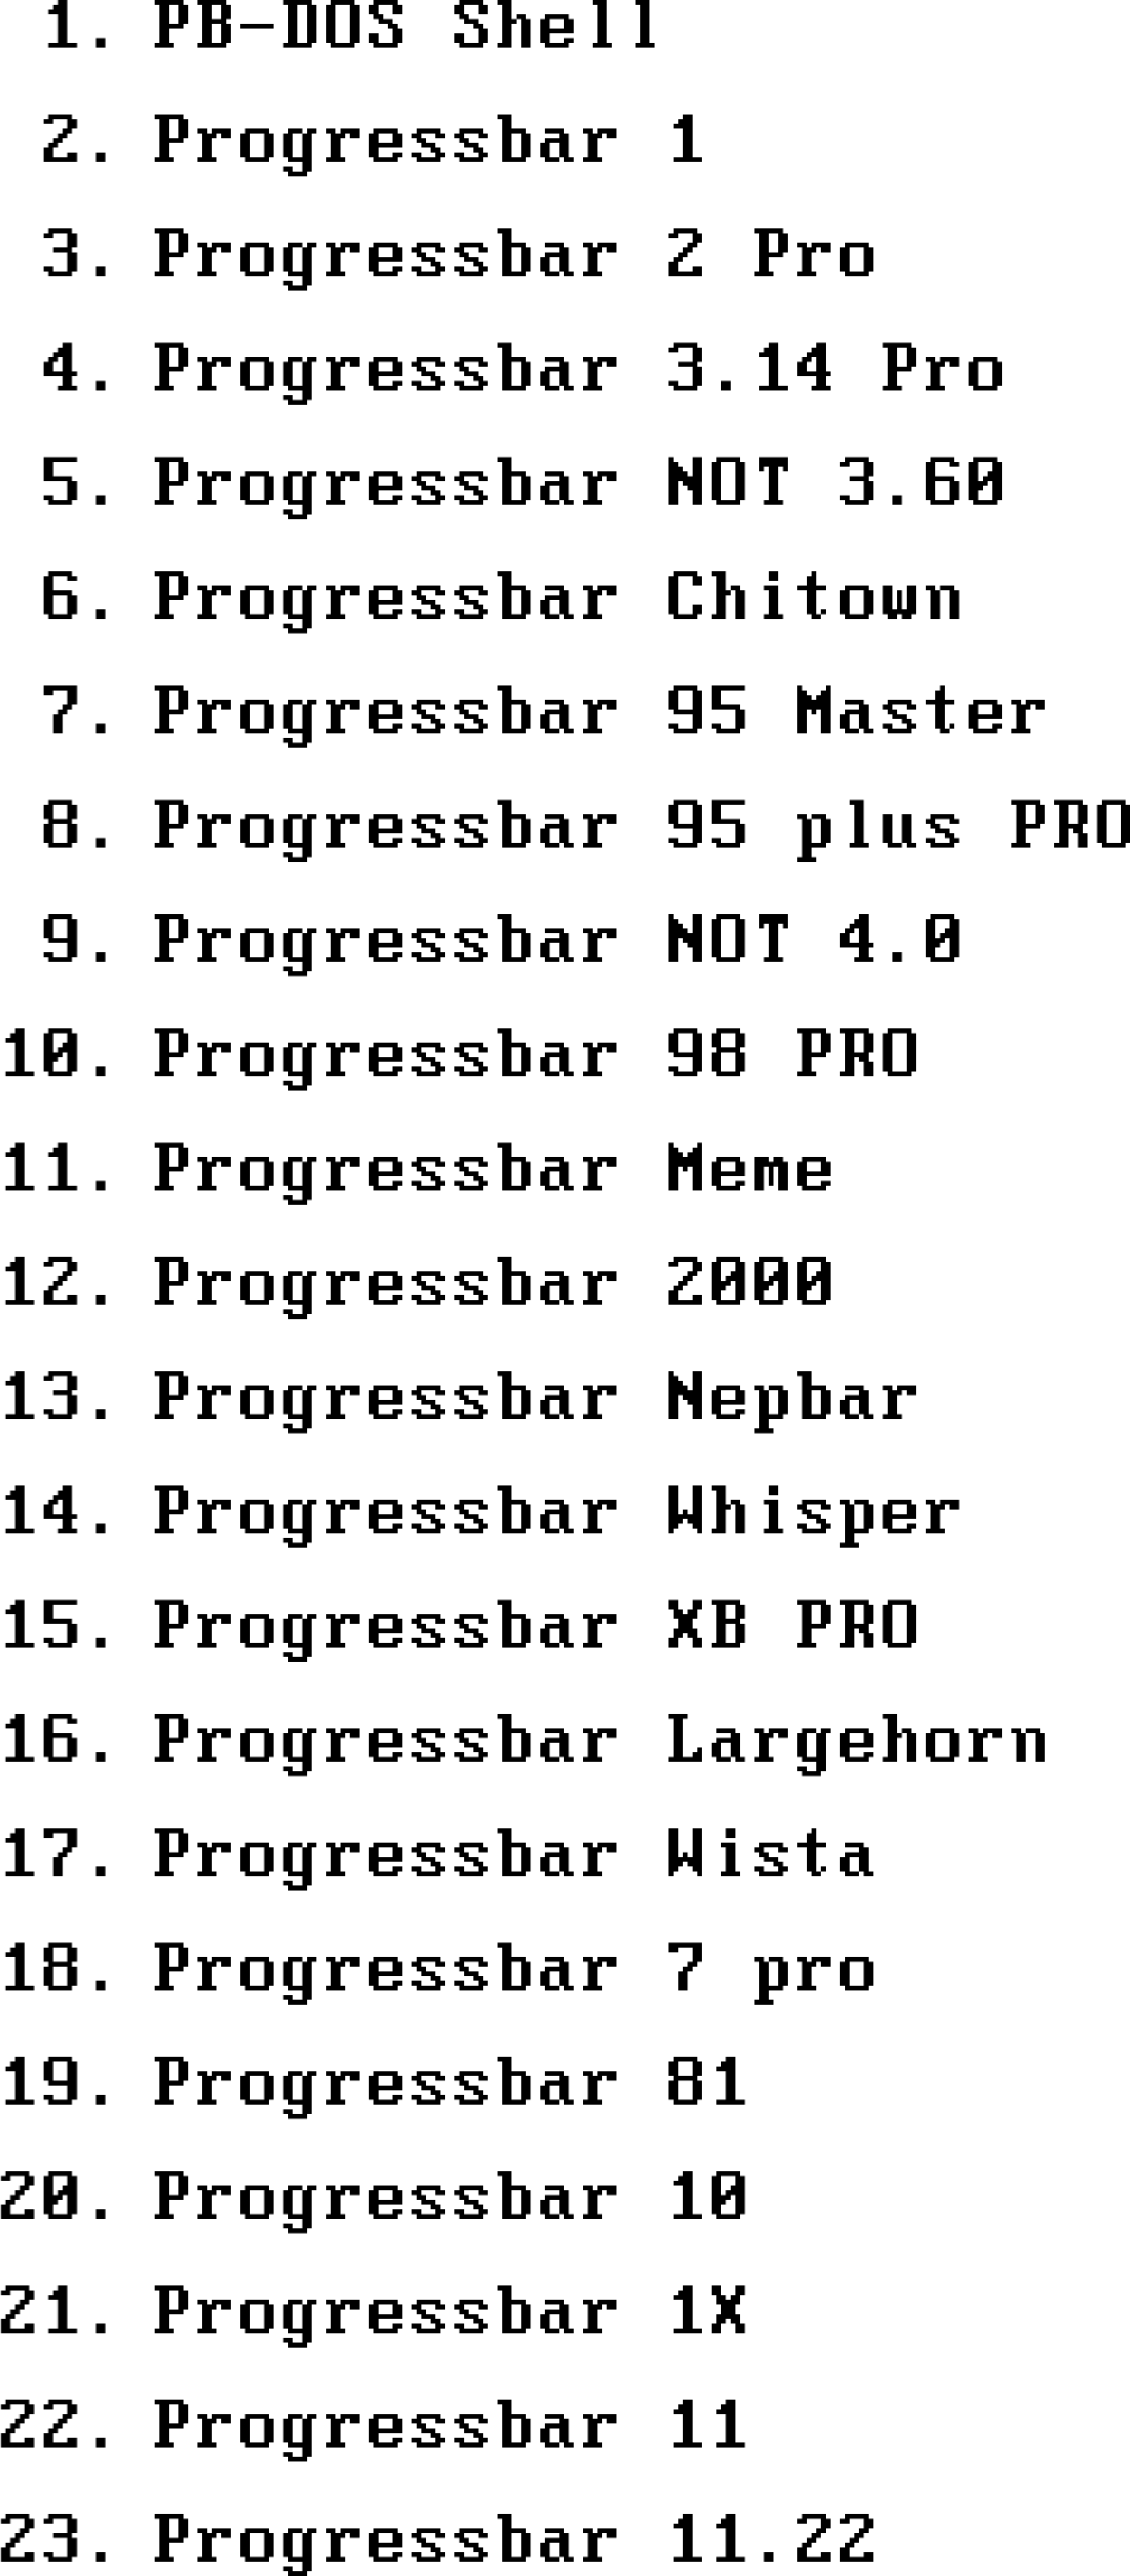 1. PB-DOS Shell
2. Progressbar 1
3. Progressbar 2 Pro
4. Progressbar 3.14 Pro
5. Progressbar NOT 3.60
6. Progressbar Chitown
7. Progressbar 95 Master
8. Progressbar 95 plus PRO
9. Progressbar NOT 4.0
10. Progressbar 98 PRO
11. Progressbar Meme
12. Progressbar 2000
13. Progressbar Nepbar
14. Progressbar Whisper
15. Progressbar XB PRO
16. Progressbar Largehorn
17. Progressbar Wista
18. Progressbar 7 pro
19. Progressbar 81
20. Progressbar 10
21. Progressbar 1X
22. Progressbar 11
23. Progressbar 11.22